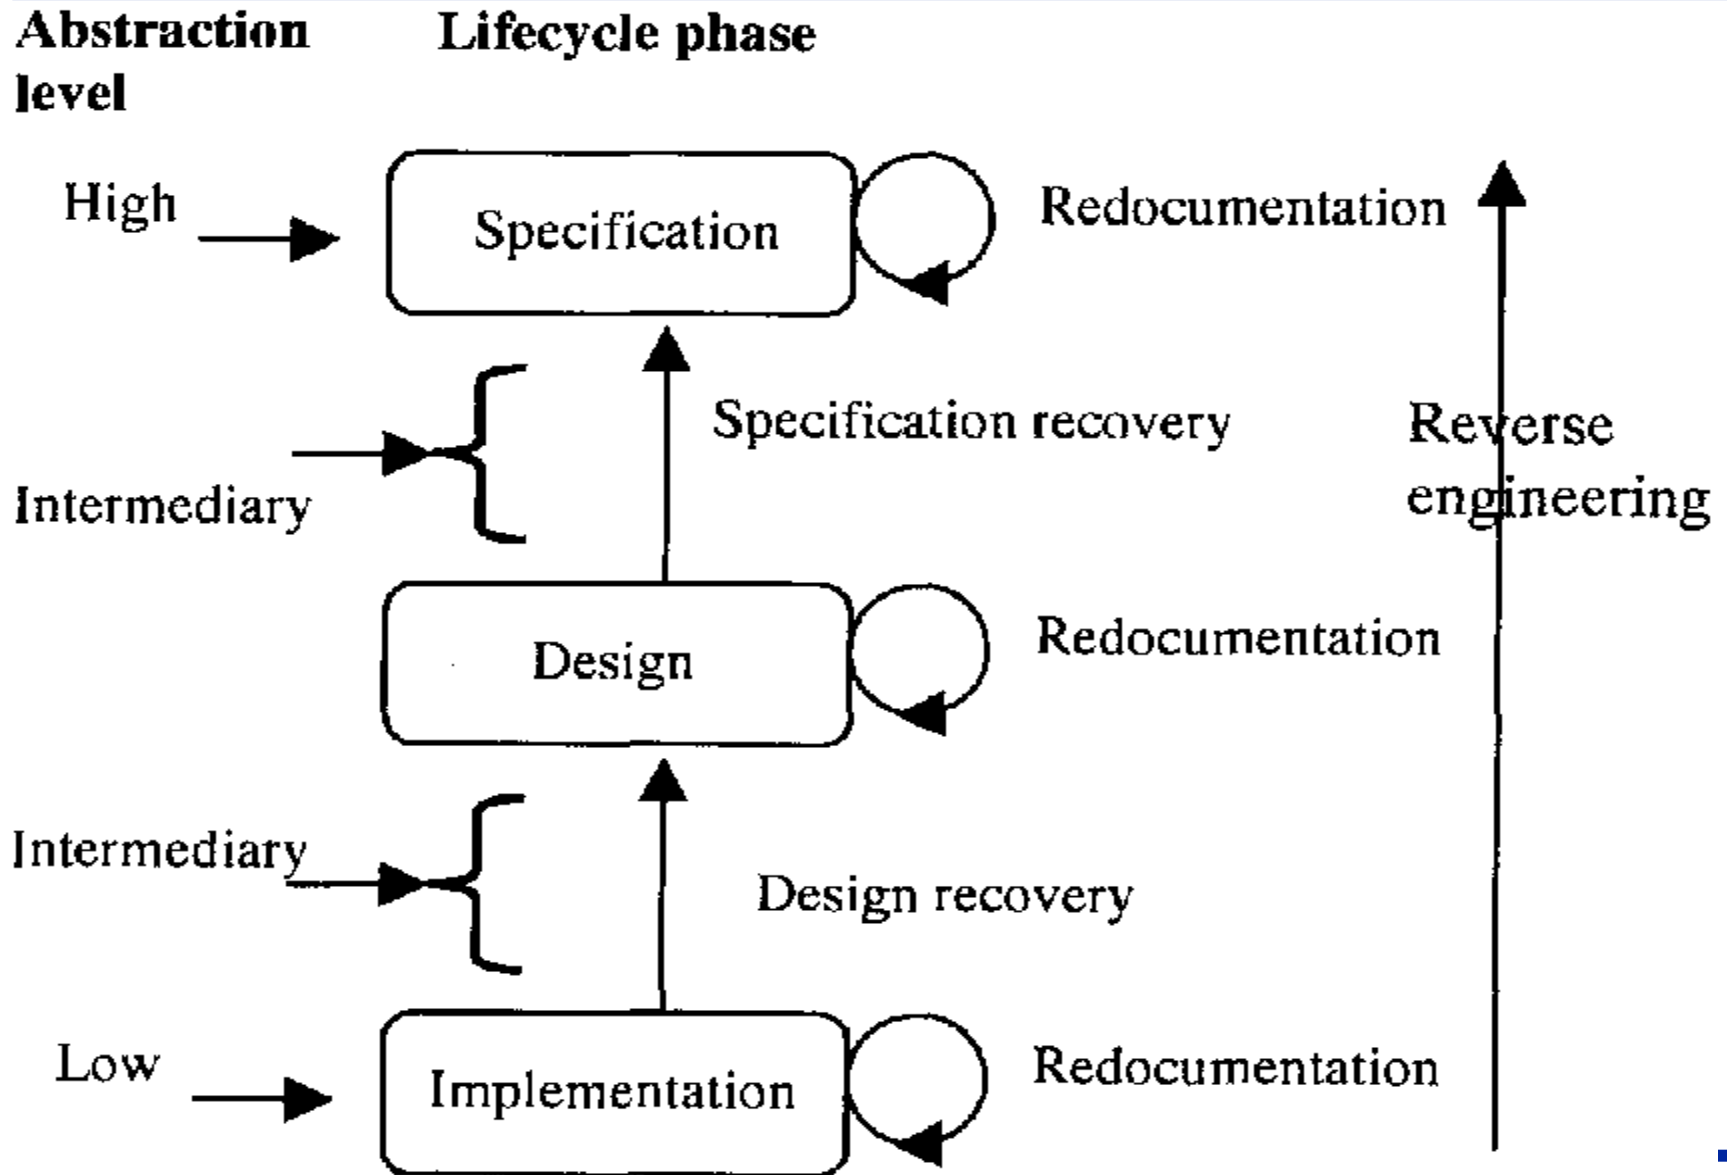 Abstraction level
Lifecycle phase
High
Specification
Redocumentation
Intermediary
Specification recovery
Reverse
engineering
Design
Redocumentation
Intermediary
Design recovery
Low
Implementation
Redocumentation